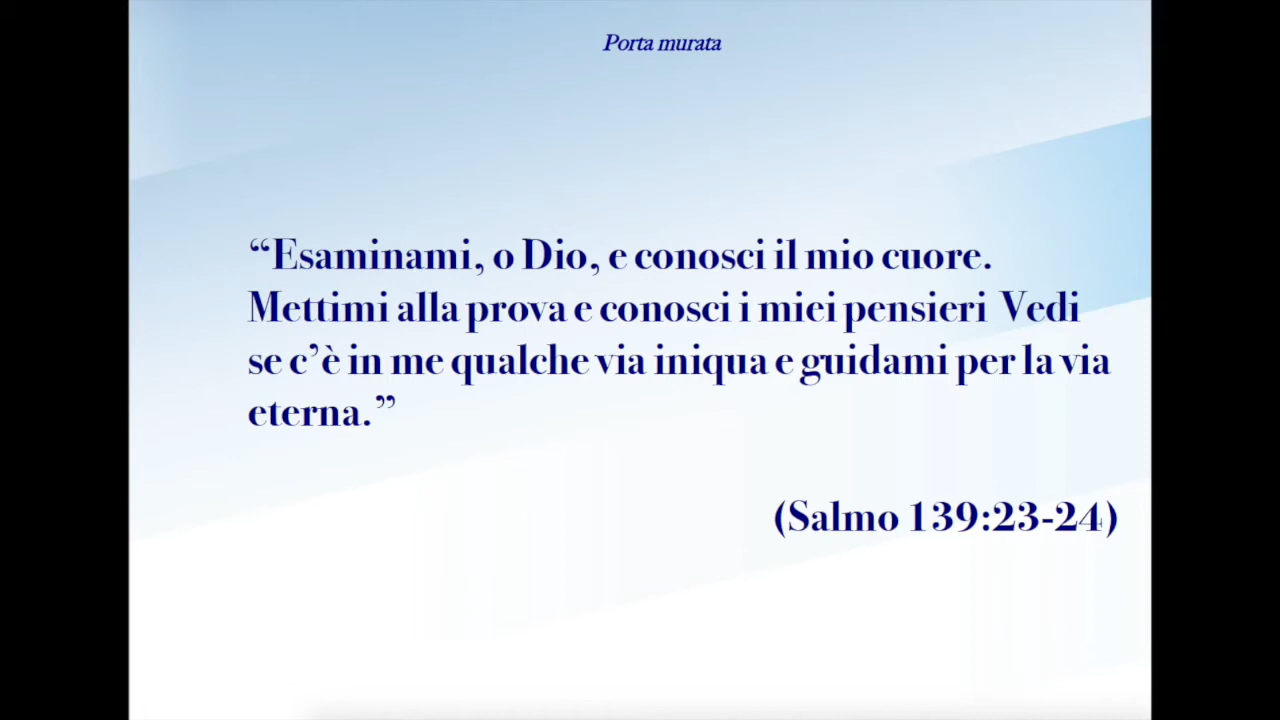 Porta murata
“Esaminami, o Dio, e conosci il mio cuore.
Mettimi alla prova e conosci i miei pensieri  Vedi
se c’è in me qualche via iniqua e guidami per la via
eterna.”
(Salmo 139:23-24)